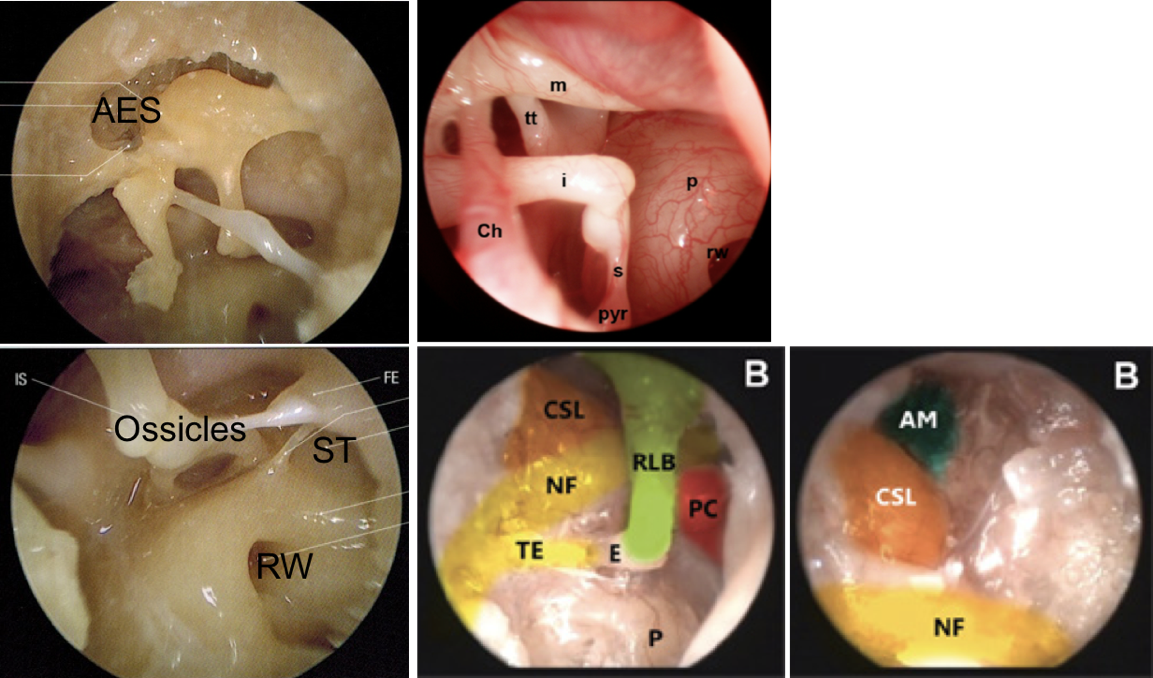 AES
m
tt
i
p
Ch
rw
s
pyr
IS
FE
Ossicles
ST
RW
B
CSL
RLB
NF
PC
TE
E
P
B
AM
CSL
NF